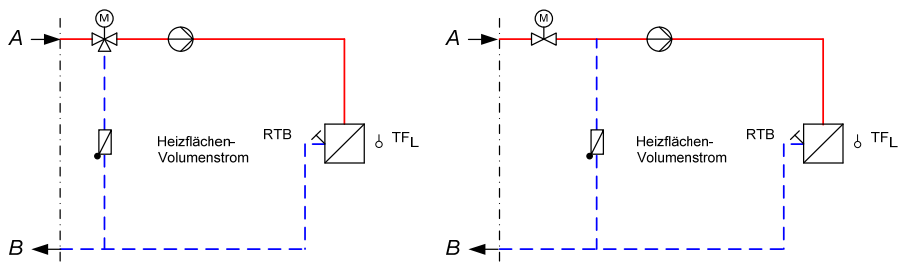 M
A
RTB
TFL
Heizflächen-
Volumenstrom
B
M
A
RTB
TFL
Heizflächen-
Volumenstrom
B